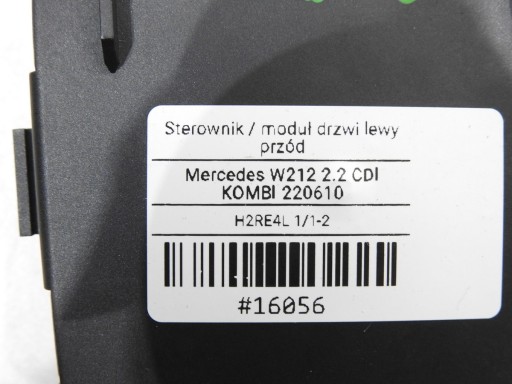 Sterownik / moduł drzwi lewy
przód
Mercedes W212 2.2 CDI
KOMBI 220610
H2RE4L 1/1-2
#16056